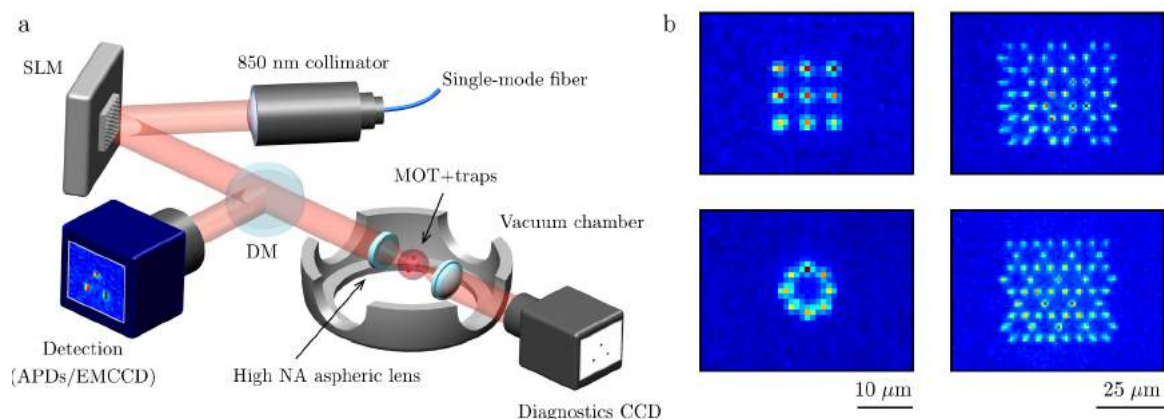 a
SLM
850 nm collimator
Single-mode fiber
MOT+traps
Vacuum chamber
DM
Detection
(APDs/EMCCD)
High NA aspheric lens
Diagnostics CCD
b
10 μm
25 μm